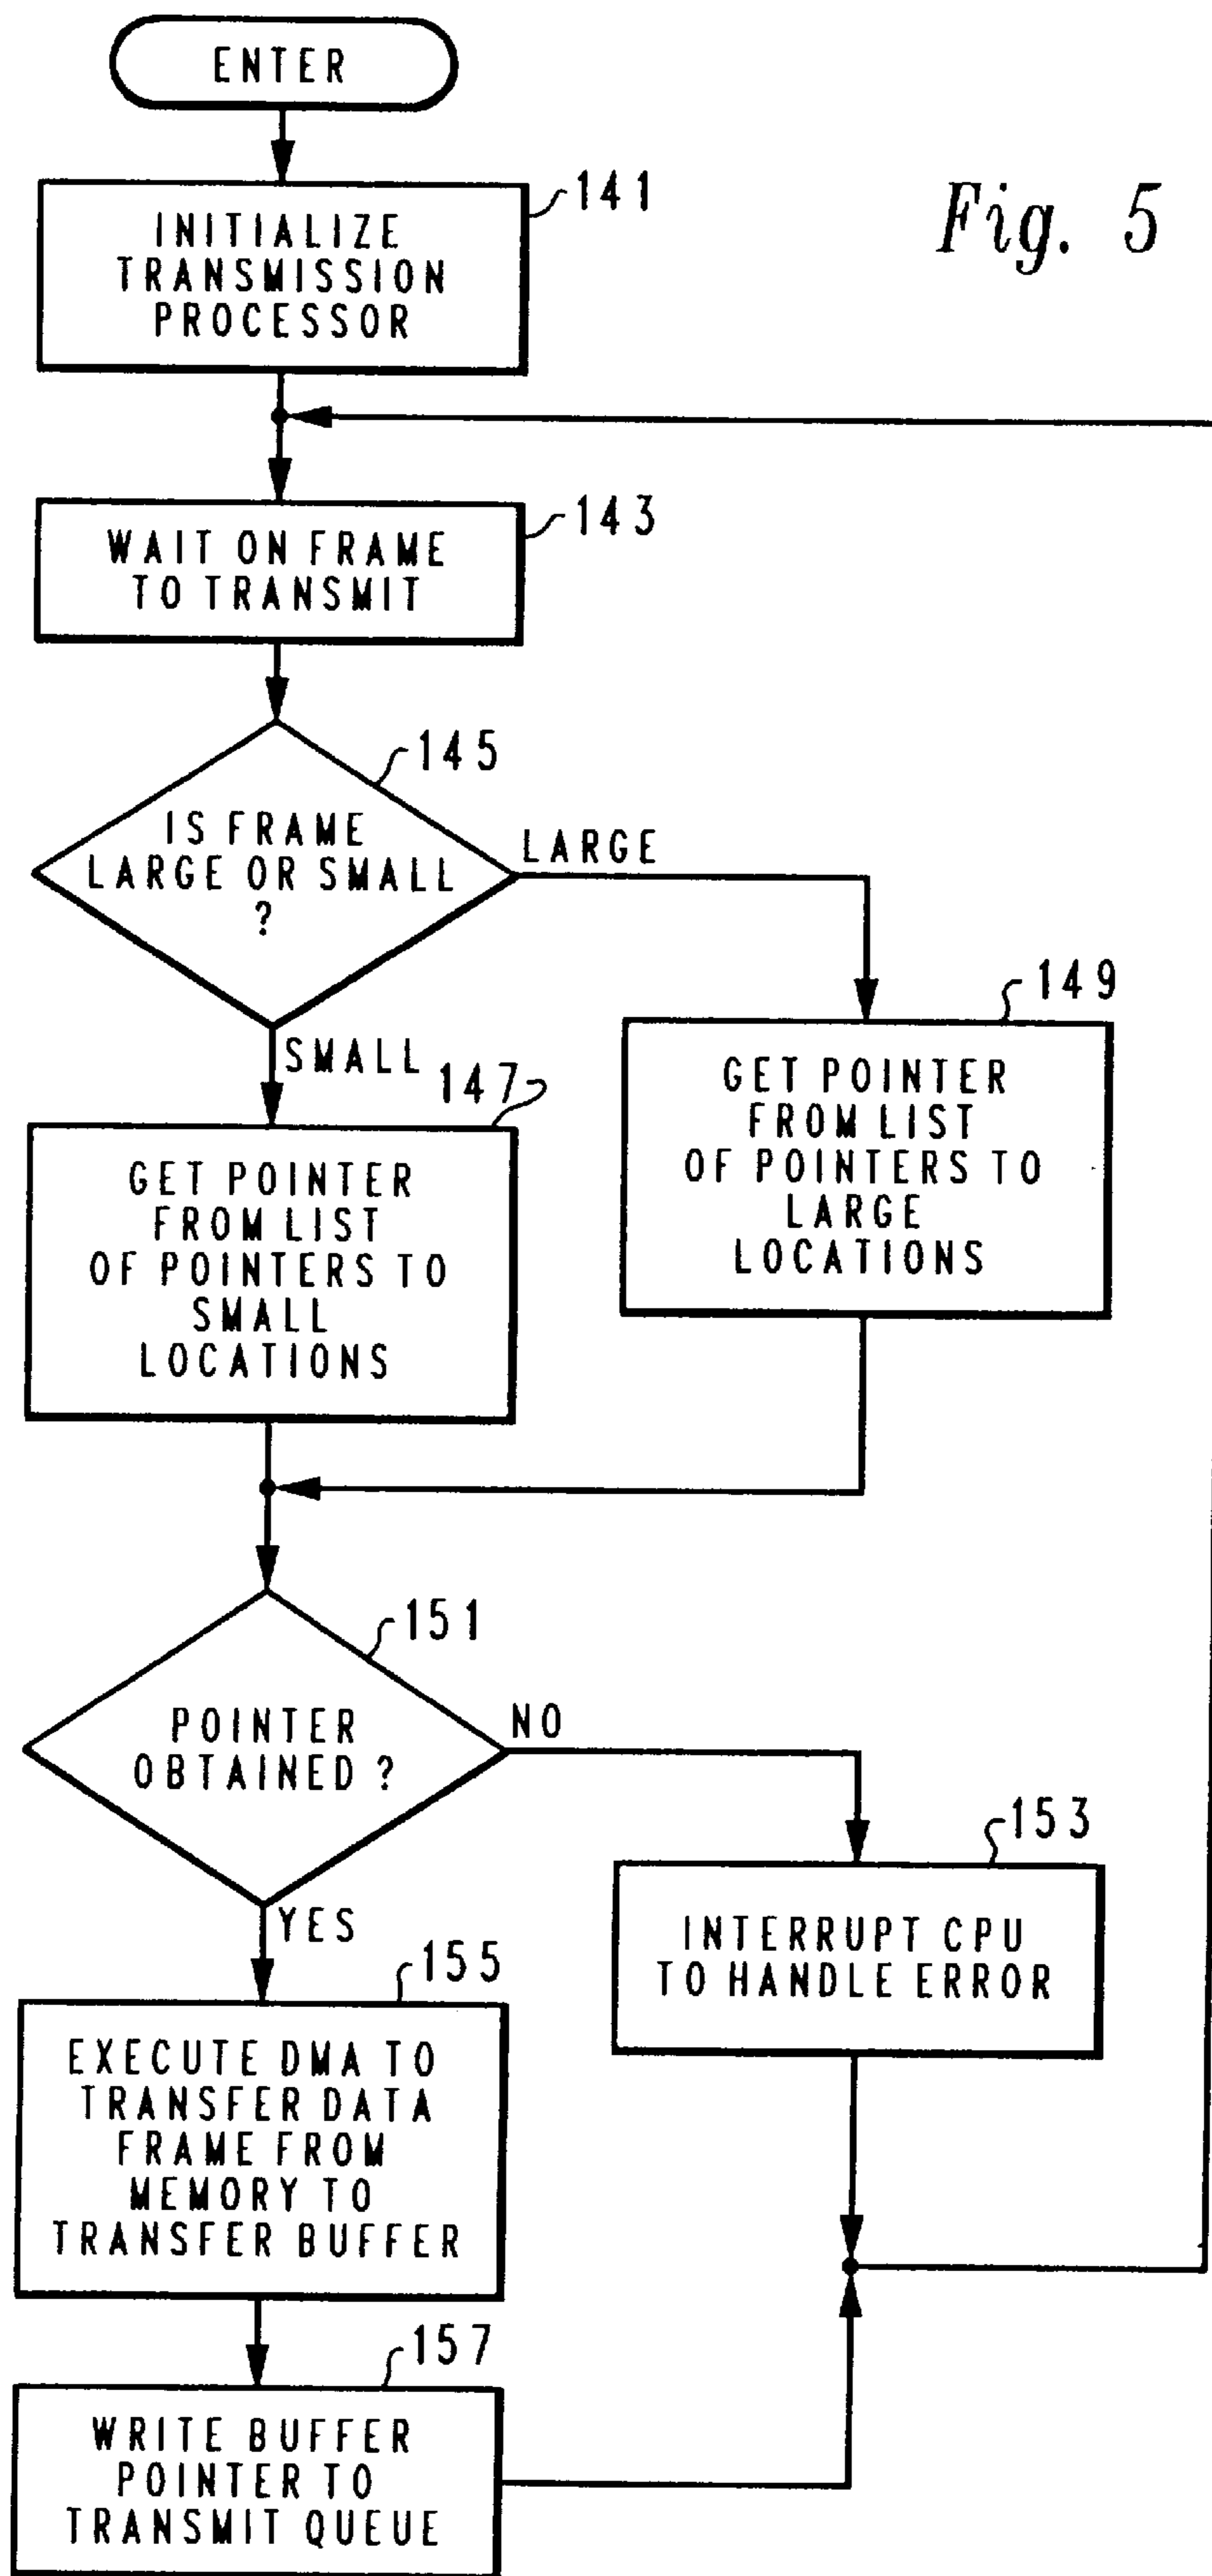 ENTER
141
Fig. 5
INITIALIZE
TRANSMISSION
PROCESSOR
143
WAIT ON FRAME
TO TRANSMIT
145
IS FRAME
LARGE OR SMALL
?
LARGE
SMALL
149
GET POINTER
FROM LIST
OF POINTERS TO
LARGE
LOCATIONS
147
GET POINTER
FROM LIST
OF POINTERS TO
SMALL
LOCATIONS
151
POINTER
OBTAINED ?
NO
YES
153
INTERRUPT CPU
TO HANDLE ERROR
155
EXECUTE DMA TO
TRANSFER DATA
FRAME FROM
MEMORY TO
TRANSFER BUFFER
157
WRITE BUFFER
POINTER TO
TRANSMIT QUEUE